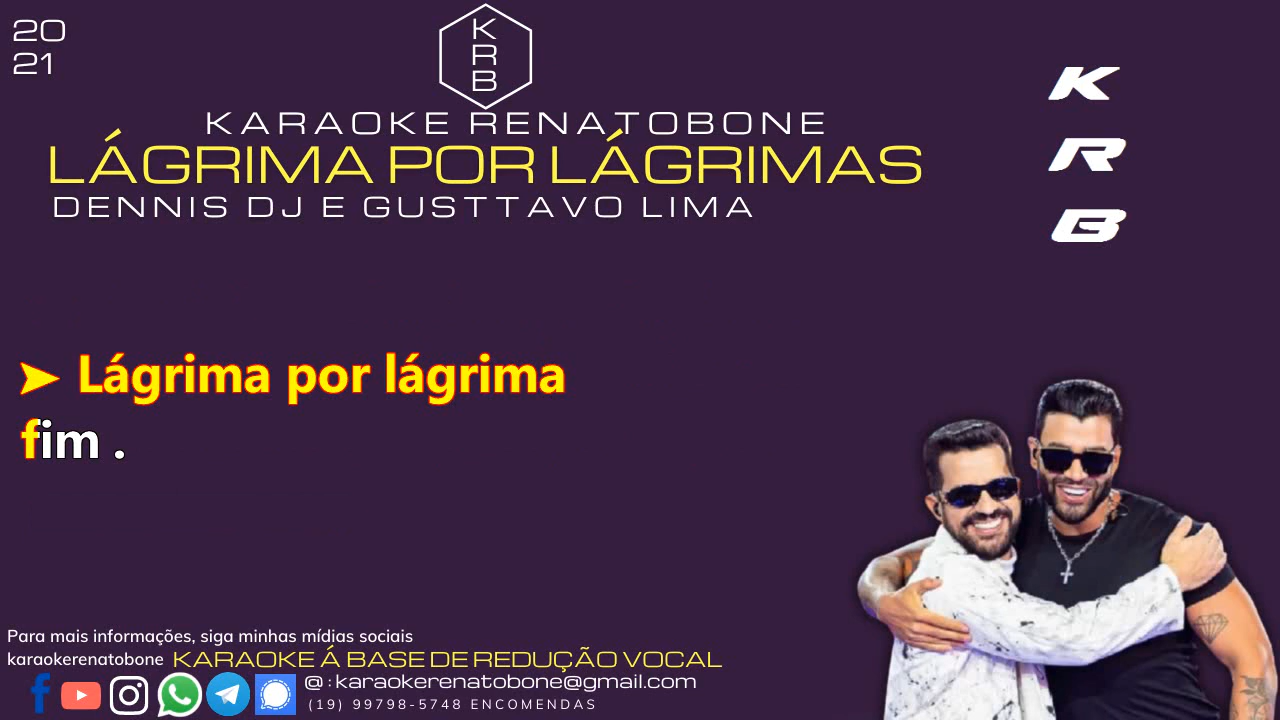 20
21
K
R
B
KARAOKE RENATOBONE
LÁGRIMA POR LÁGRIMAS
DENNIS DJ E GUSTTAVO LIMA
K
R
B
➤ Lágrima por lágrima
fim .
Para mais informações, siga minhas mídias sociais
karaokerenatobone KARAOKE Á BASE DE REDUÇÃO VOCAL
@:karaokerenatobone@gmail.com
(19) 99798-5748 ENCOMENDAS